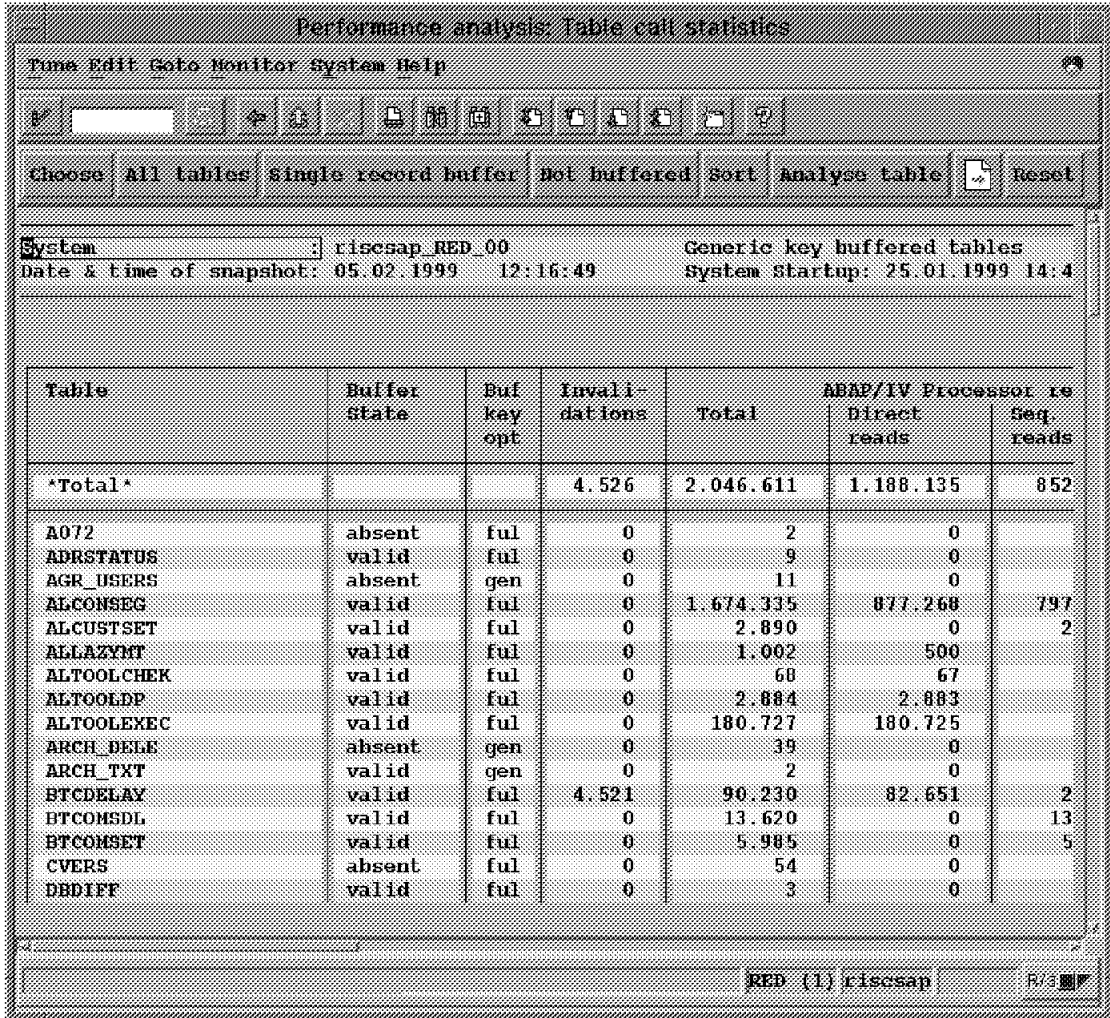 Performance analysis: Table call statistics
Tune Edit Goto Monitor System Help
Choose All tables Single record buffer Not buffered Sort Analyse table Reset
System : riscsap_RED_00 Generic key buffered tables
Date & time of snapshot: 05.02.1999 12:16:49 System Startup: 25.01.1999 14:4
Table Buffer Buf Invali- ABAP/IV Processor re
State key dations Total Direct Seq.
opt reads reads
*Total* 4.526 2.046.611 1.188.135 852
A072 absent ful 0 2 0
ADRSTATUS valid ful 0 9 0
AGR_USERS absent gen 0 11 0
ALCONSEG valid ful 0 1.674.335 877.268 797
ALCUSTSET valid ful 0 2.890 0 2
ALLAZYMT valid ful 0 1.002 500
ALTOOLCHEK valid ful 0 68 67
ALTOOLDP valid ful 0 2.884 2.883
ALTOOLEXEC valid ful 0 180.727 180.725
ARCH_DELE absent gen 0 39 0
ARCH_TXT valid gen 0 2 0
BTCDELAY valid ful 4.521 90.230 82.651 2
BTCOMSDL valid ful 0 13.620 0 13
BTCOMSET valid ful 0 5.985 0 5
CVERS absent ful 0 54 0
DBDIFF valid ful 0 3 0
RED (1) riscsap R/3